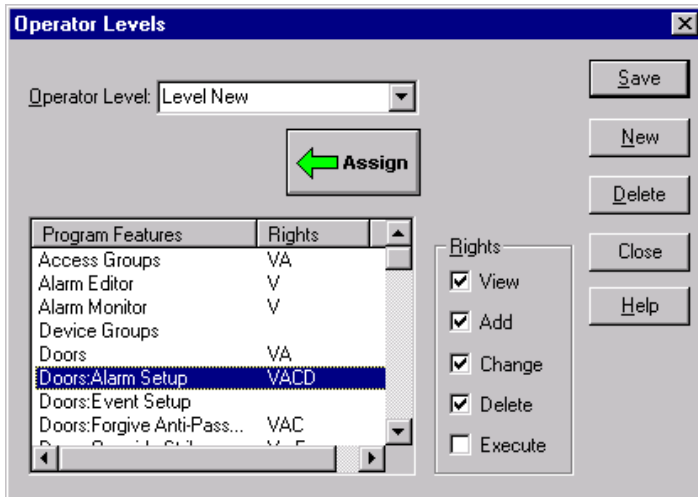 Operator Levels
Operator Level: Level New
Assign
Save
New
Delete
Close
Help
Program Features Rights
Access Groups VA
Alarm Editor V
Alarm Monitor V
Device Groups
Doors VA
Doors:Alarm Setup VACD
Doors:Event Setup
Doors:Forgive Anti-Pass... VAC
Rights
View
Add
Change
Delete
Execute